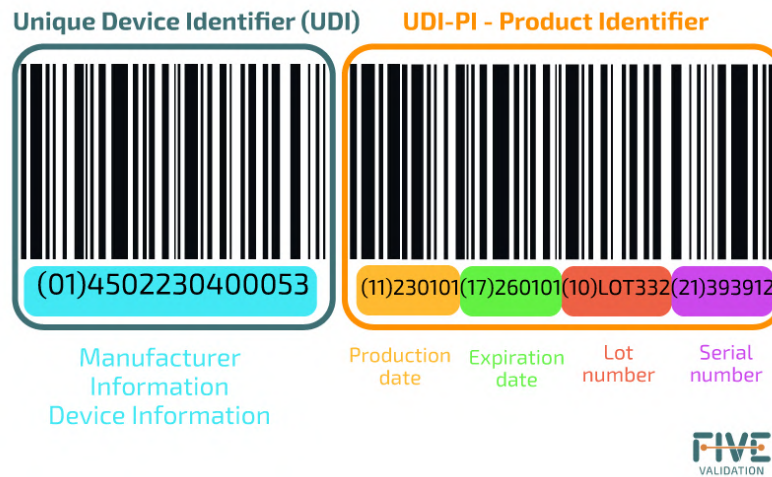 Unique Device Identifier (UDI)
UDI-PI - Product Identifier
(01)4502230400053
(11)230101(17)260101(10)LOT332(21)393912
Manufacturer
Information
Device Information
Production
date
Expiration
date
Lot
number
Serial
number
FIVE
VALIDATION